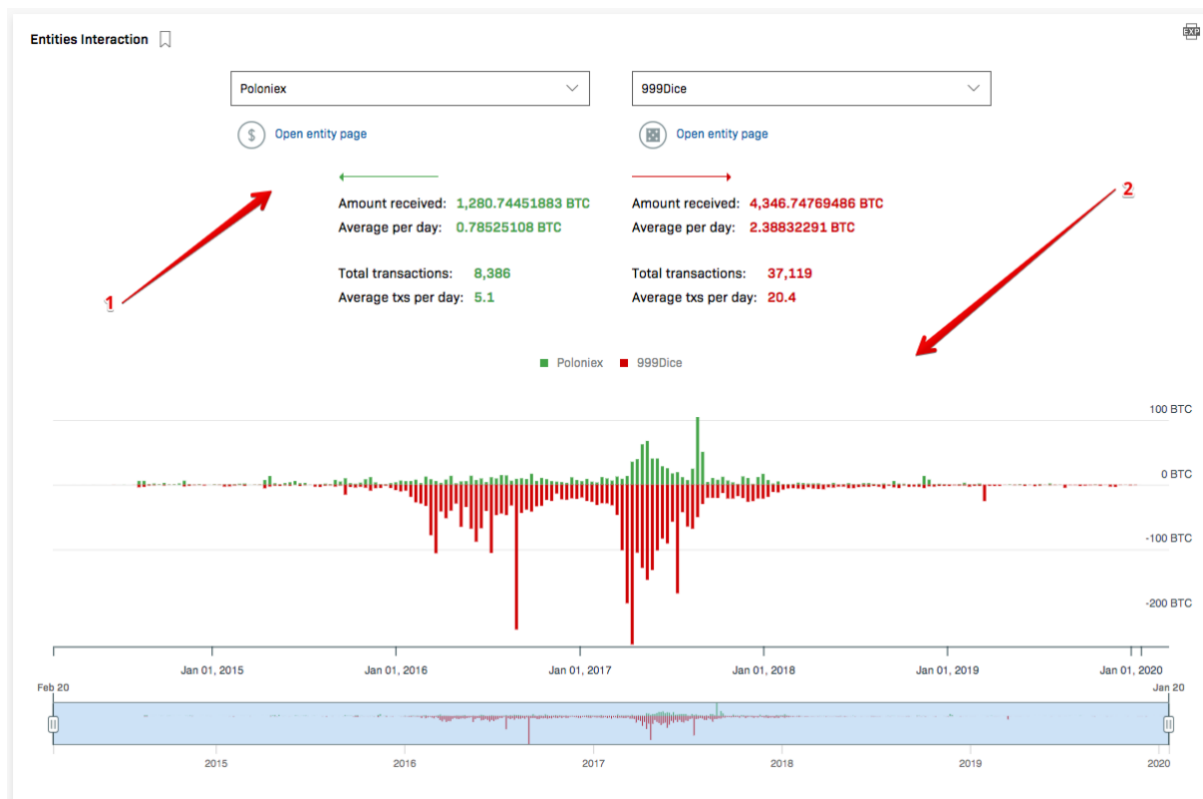 Entities Interaction
EXP
Poloniex
999Dice
$ Open entity page
Open entity page
Amount received: 1,280.74451883 BTC
Average per day: 0.78525108 BTC
Total transactions: 8,386
Average txs per day: 5.1
Amount received: 4,346.74769486 BTC
Average per day: 2.38832291 BTC
Total transactions: 37,119
Average txs per day: 20.4
1
2
Poloniex 999Dice
100 BTC
0 BTC
-100 BTC
-200 BTC
Jan 01, 2015 Jan 01, 2016 Jan 01, 2017 Jan 01, 2018 Jan 01, 2019 Jan 01, 2020
Feb 20 Jan 20
2015 2016 2017 2018 2019 2020